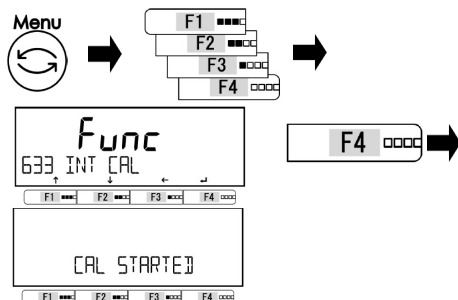 Menu
F1
F2
F3
F4
Func
633 INT CAL
F1 F2 F3 F4
F4
CAL STARTED
F1 F2 F3 F4